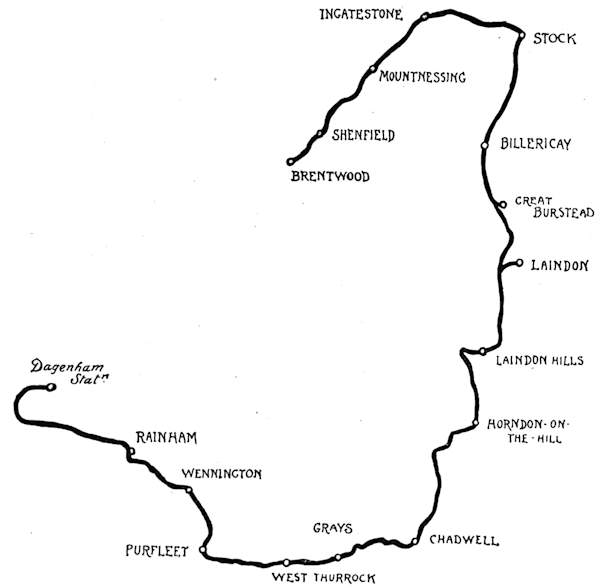 INGATESTONE
STOCK
MOUNTNESSING
SHENFIELD
BRENTWOOD
BILLERICAY
GREAT
BURSTEAD
LAINDON
LAINDON HILLS
Dagenham
Statn
RAINHAM
HORNDON-ON-
THE-HILL
WENNINGTON
GRAYS
CHADWELL
PURFLEET
WEST THURROCK